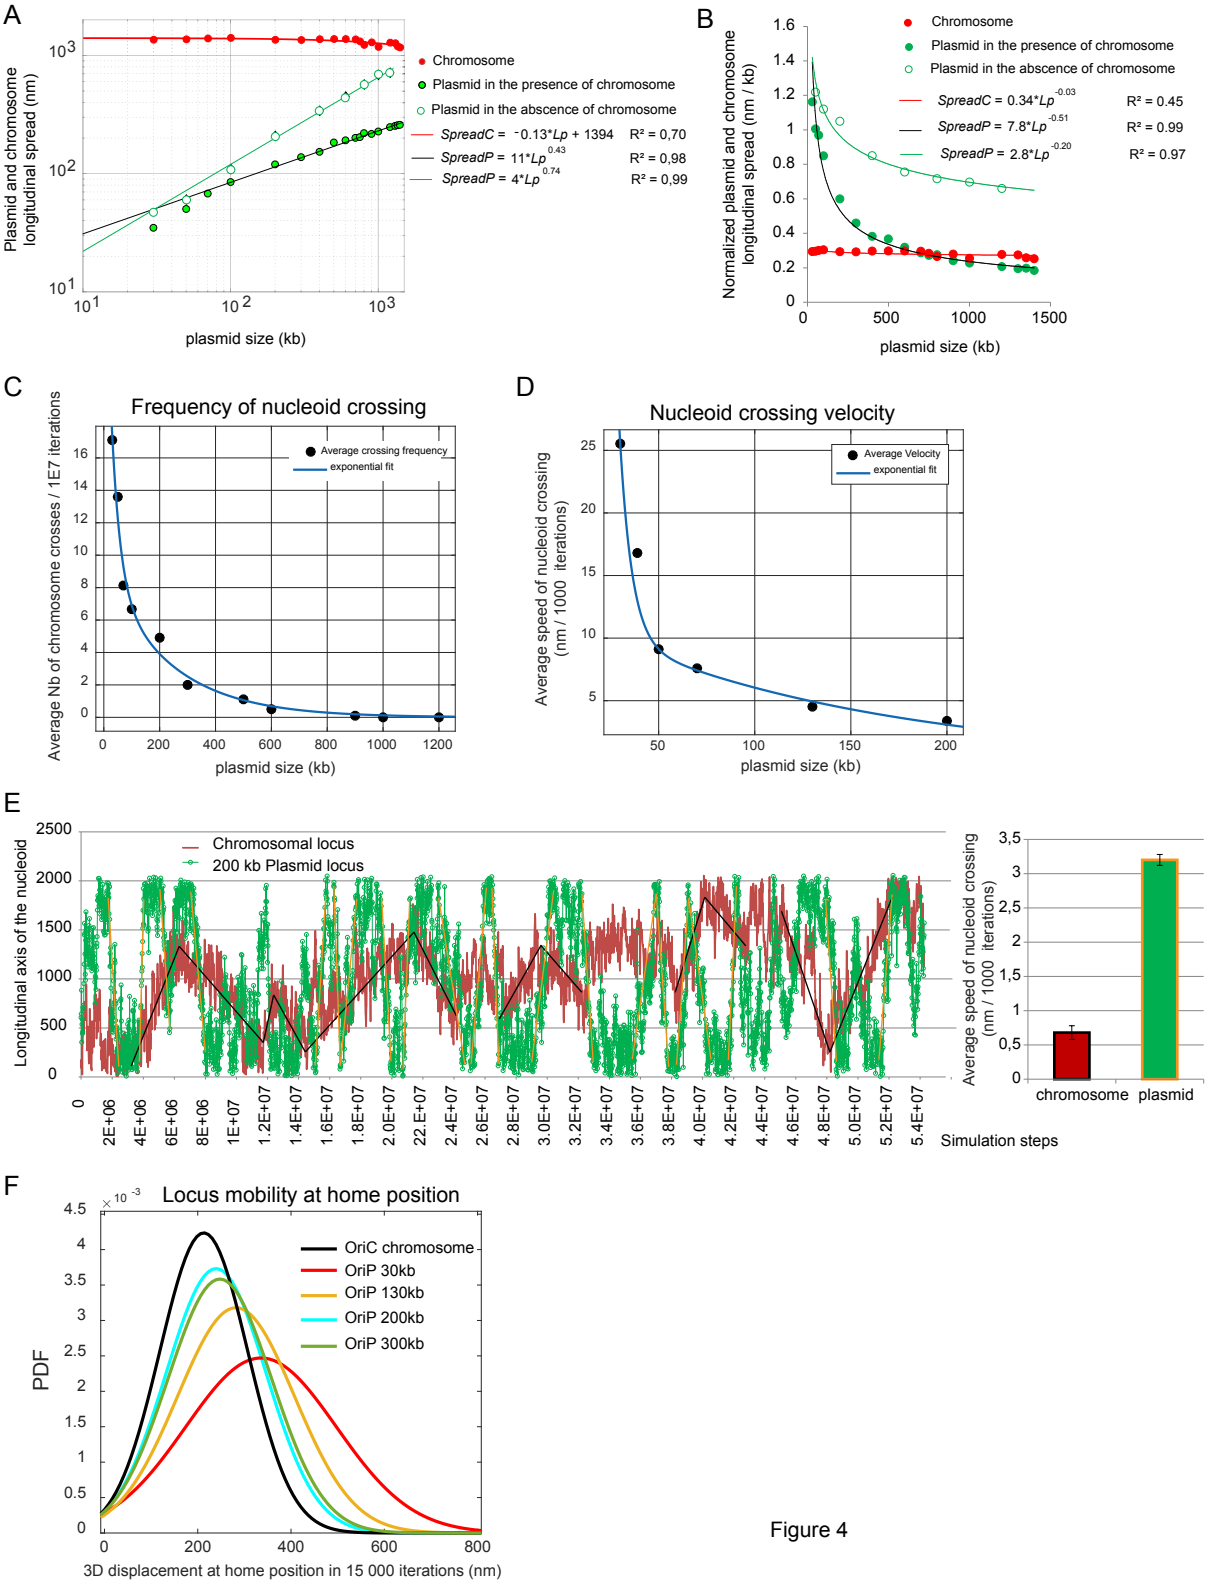 A
Plasmid and chromosome
longitudinal spread (nm)
10^3
10^2
10^1
10^1
10^2
10^3
plasmid size (kb)
Chromosome
Plasmid in the presence of chromosome
Plasmid in the abscence of chromosome
SpreadC = -0.13*Lp + 1394 R² = 0,70
SpreadP = 11*Lp^0.43 R² = 0,98
SpreadP = 4*Lp^0.74 R² = 0,99
B
Normalized plasmid and chromosome
longitudinal spread (nm / kb)
1.6
1.4
1.2
1
0.8
0.6
0.4
0.2
0
0 500 1000 1500
plasmid size (kb)
Chromosome
Plasmid in the presence of chromosome
Plasmid in the abscence of chromosome
SpreadC = 0.34*Lp^-0.03 R² = 0.45
SpreadP = 7.8*Lp^-0.51 R² = 0.99
SpreadP = 2.8*Lp^-0.20 R² = 0.97
C
Frequency of nucleoid crossing
Average Nb of chromosome crosses / 1E7 iterations
16
14
12
10
8
6
4
2
0
0 200 400 600 800 1000 1200
plasmid size (kb)
Average crossing frequency
exponential fit
D
Nucleoid crossing velocity
Average speed of nucleoid crossing
(nm / 1000 iterations)
25
20
15
10
5
50 100 150 200
plasmid size (kb)
Average Velocity
exponential fit
E
Longitudinal axis of the nucleoid
2500
2000
1500
1000
500
0
Chromosomal locus
200 kb Plasmid locus
0
2E+06
4E+06
6E+06
8E+06
1E+07
1.2E+07
1.4E+07
1.6E+07
1.8E+07
2.0E+07
22.E+07
2.4E+07
2.6E+07
2.8E+07
3.0E+07
3.2E+07
3.4E+07
3.6E+07
3.8E+07
4.0E+07
4.2E+07
4.4E+07
4.6E+07
4.8E+07
5.0E+07
5.2E+07
5.4E+07
Simulation steps
Average speed of nucleoid crossing
(nm / 1000 iterations)
3,5
3
2,5
2
1,5
1
0,5
0
chromosome plasmid
F
Locus mobility at home position
×10^-3
PDF
4.5
4
3.5
3
2.5
2
1.5
1
0.5
0
0 200 400 600 800
3D displacement at home position in 15 000 iterations (nm)
OriC chromosome
OriP 30kb
OriP 130kb
OriP 200kb
OriP 300kb
Figure 4